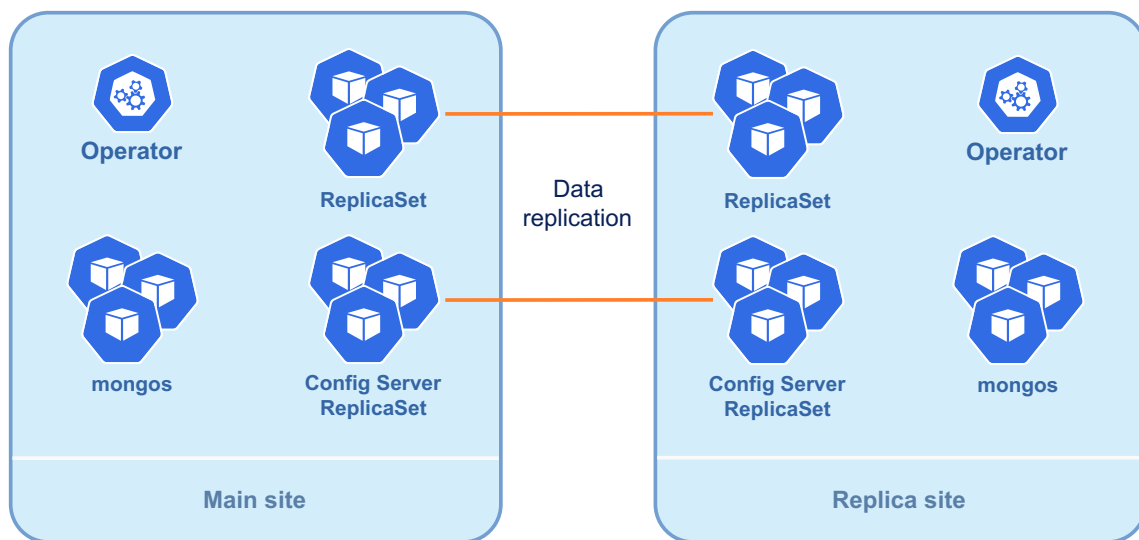 Operator
ReplicaSet
mongos
Config Server
ReplicaSet
Main site
Data
replication
ReplicaSet
Operator
Config Server
ReplicaSet
mongos
Replica site